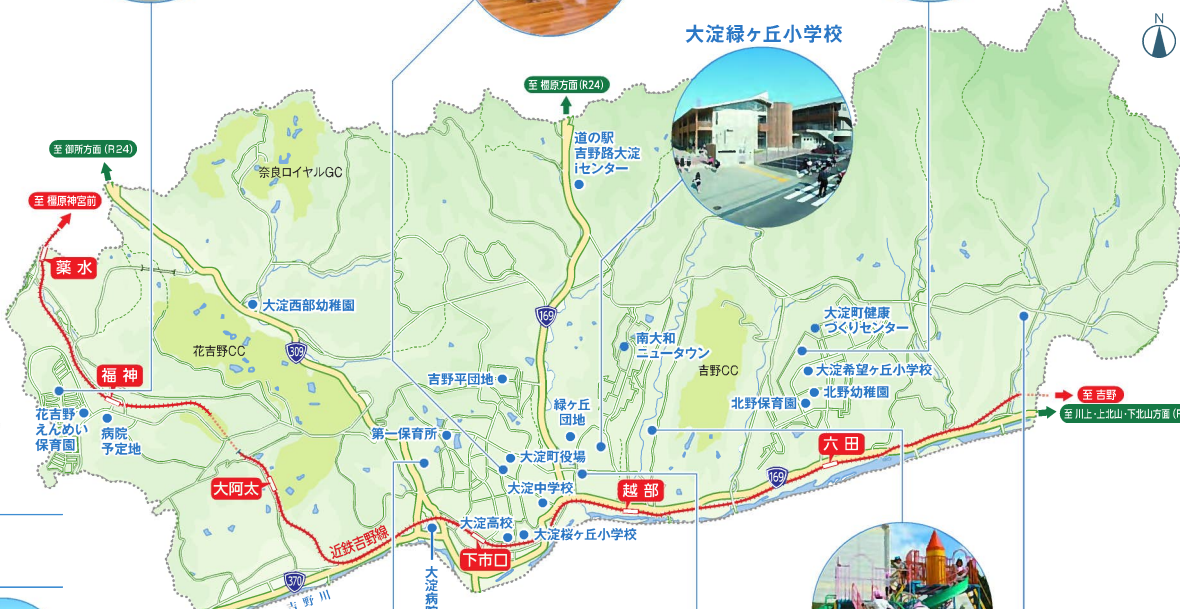 大淀緑ヶ丘小学校
N
至 橿原方面(R24)
道の駅
吉野路大淀
iセンター
至 御所方面(R24)
奈良ロイヤルGC
至 橿原神宮前
薬水
大淀西部幼稚園
169
大淀町健康
づくりセンター
309
花吉野CC
南大和
ニュータウン
吉野CC
大淀希望ヶ丘小学校
福神
吉野平団地
北野幼稚園
北野保育園
至 吉野
花吉野
えんめい
保育園
病院
予定地
緑ヶ丘
団地
至 川上・上北山・下北山方面(R
第一保育所
六田
大淀町役場
169
大阿太
大淀中学校
越部
大淀高校
大淀桜ヶ丘小学校
近鉄吉野線
下市口
370
吉野川
大淀病